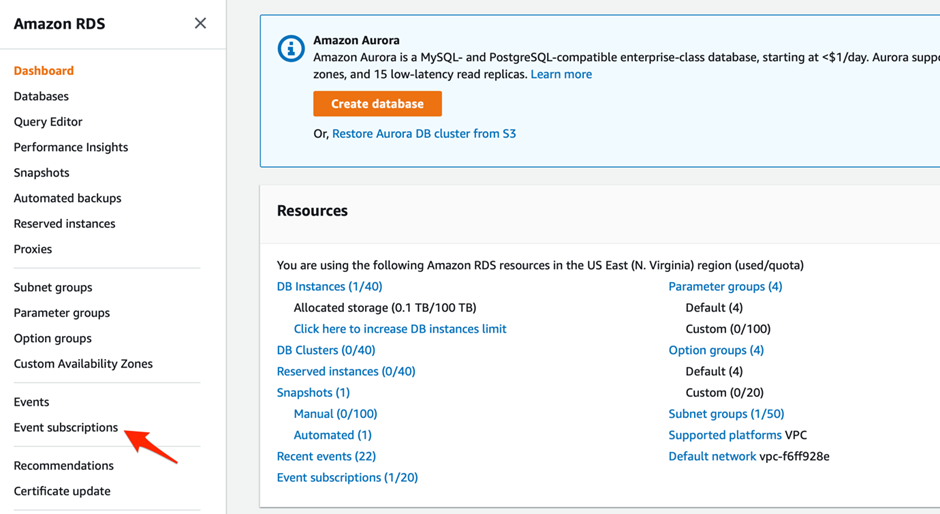 Amazon RDS
Dashboard
Databases
Query Editor
Performance Insights
Snapshots
Automated backups
Reserved instances
Proxies
Subnet groups
Parameter groups
Option groups
Custom Availability Zones
Events
Event subscriptions
Recommendations
Certificate update
Amazon Aurora
Amazon Aurora is a MySQL- and PostgreSQL-compatible enterprise-class database, starting at <$1/day. Aurora suppo
zones, and 15 low-latency read replicas. Learn more
Create database
Or, Restore Aurora DB cluster from S3
Resources
You are using the following Amazon RDS resources in the US East (N. Virginia) region (used/quota)
DB Instances (1/40)
Allocated storage (0.1 TB/100 TB)
Click here to increase DB instances limit
DB Clusters (0/40)
Reserved instances (0/40)
Snapshots (1)
Manual (0/100)
Automated (1)
Recent events (22)
Event subscriptions (1/20)
Parameter groups (4)
Default (4)
Custom (0/100)
Option groups (4)
Default (4)
Custom (0/20)
Subnet groups (1/50)
Supported platforms VPC
Default network vpc-f6ff928e